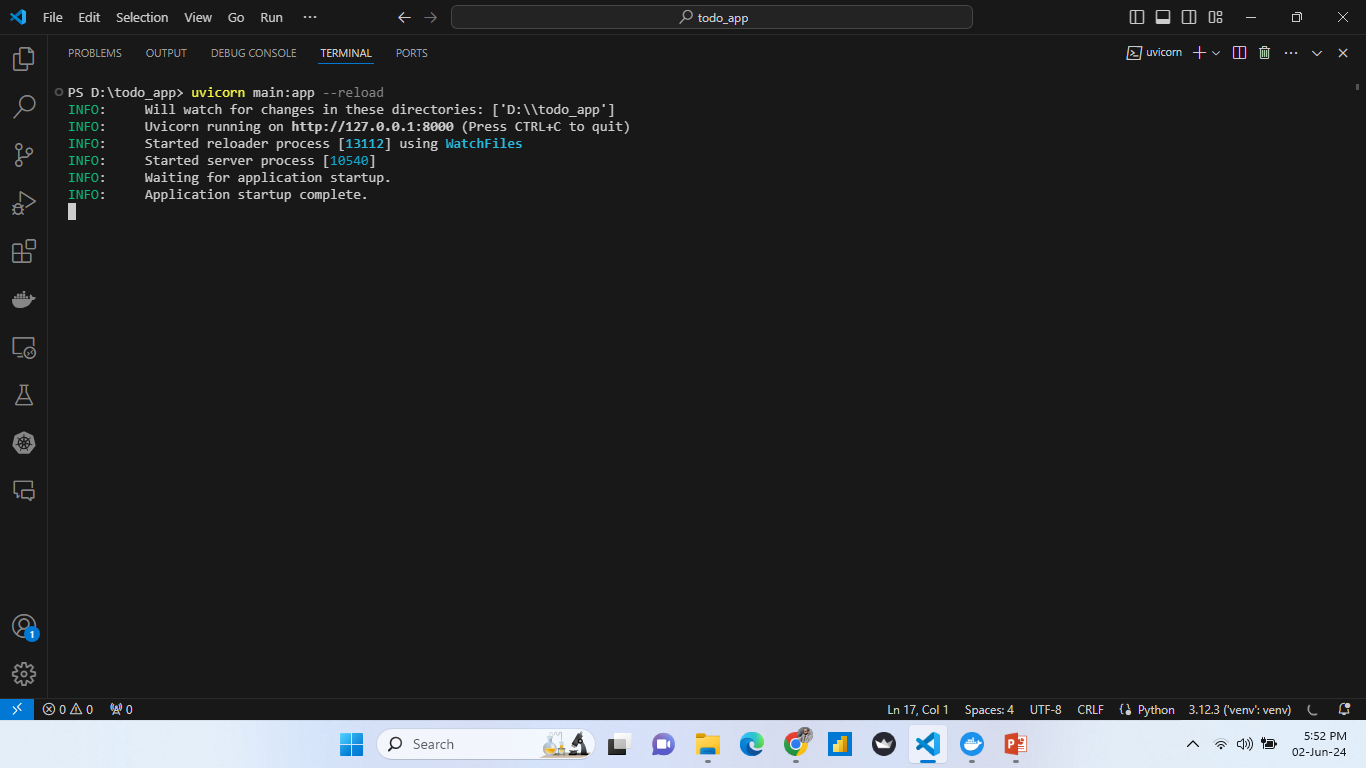 File Edit Selection View Go Run ···
todo_app
PROBLEMS OUTPUT DEBUG CONSOLE TERMINAL PORTS
uvicorn
PS D:\todo_app> uvicorn main:app --reload
INFO:     Will watch for changes in these directories: ['D:\\todo_app']
INFO:     Uvicorn running on http://127.0.0.1:8000 (Press CTRL+C to quit)
INFO:     Started reloader process [13112] using WatchFiles
INFO:     Started server process [10540]
INFO:     Waiting for application startup.
INFO:     Application startup complete.
1
0 0 0
Ln 17, Col 1 Spaces: 4 UTF-8 CRLF Python 3.12.3 ('venv': venv)
Search
5:52 PM
02-Jun-24